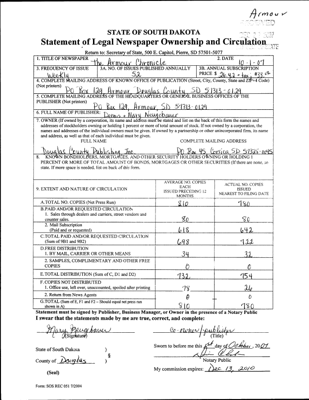 Armour
STATE OF SOUTH DAKOTA
Statement of Legal Newspaper Ownership and Circulation
Return to: Secretary of State, 500 E. Capitol, Pierre, SD 57501-5077
1. TITLE OF NEWSPAPER The Armour Chronicle 2. DATE 10-1-07
3. FREQUENCY OF ISSUE Weekly 3A. NO. OF ISSUES PUBLISHED ANNUALLY 52 3B. ANNUAL SUBSCRIPTION PRICE $
4. COMPLETE MAILING ADDRESS OF KNOWN OFFICE OF PUBLICATION (Street, City, County, State and ZIP+4 Code)
(Not printer) PO Box 129 Armour Douglas County SD 57313-0129
5. COMPLETE MAILING ADDRESS OF THE HEADQUARTERS OR GENERAL BUSINESS OFFICES OF THE
PUBLISHER (Not printer) PO Box 129, Armour, SD 57313-0129
6. FULL NAME OF PUBLISHER: Dennis & Mary Neugebauer
7. OWNER (If owned by a corporation, its name and address must be stated and list on the back of this form the names and
addresses of stockholders owning or holding 1 percent or more of total amount of stock. If not owned by a corporation, the
names and addresses of the individual owners must be given. If owned by a partnership or other unincorporated firm, its name
and address, as well as that of each individual must be given.
FULL NAME COMPLETE MAILING ADDRESS
Douglas County Publishing Inc. PO Box 45, Corsica SD 57328-0045
8. KNOWN BONDHOLDERS, MORTGAGES, AND OTHER SECURITY HOLDERS OWNING OR HOLDING 1
PERCENT OR MORE OF TOTAL AMOUNT OF BONDS, MORTGAGES OR OTHER SECURITIES (If there are none, so
state. If more space is needed, list on back of this form.
9. EXTENT AND NATURE OF CIRCULATION
AVERAGE NO. COPIES
EACH
ISSUED PRECEDING 12
MONTHS
ACTUAL NO. COPIES
ISSUED
NEAREST TO FILING DATE
A.TOTAL NO. COPIES (Net Press Run) 810 780
B.PAID AND/OR REQUESTED CIRCULATION
1. Sales through dealers and carriers, street vendors and
counter sales. 80 80
2. Mail Subscription
(Paid and or requested) 618 642
C.TOTAL PAID AND/OR REQUESTED CIRCULATION
(Sum of 9B1 and 9B2) 698 722
D.FREE DISTRIBUTION
1. BY MAIL, CARRIER OR OTHER MEANS 34 32
2. SAMPLES, COMPLIMENTARY AND OTHER FREE
COPIES 0 0
E.TOTAL DISTRIBUTION (Sum of C, D1 and D2) 732 754
F.COPIES NOT DISTRIBUTED
1. Office use, left over, unaccounted, spoiled after printing 78 26
2. Return from News Agents 0 0
G.TOTAL (Sum of E, F1 and F2 - Should equal net press run
shown in A) 810 780
Statement must be signed by Publisher, Business Manager, or Owner in the presence of a Notary Public
I swear that the statements made by me are true, correct, and complete:
Mary Neugebauer co-owner/publisher
(Signature) (Title)
State of South Dakota )
§
County of Douglas )
(Seal)
Sworn to before me this day of October, 2007
Notary Public
My commission expires: Dec 13, 2010
Form: SOS REC 051 7/2004